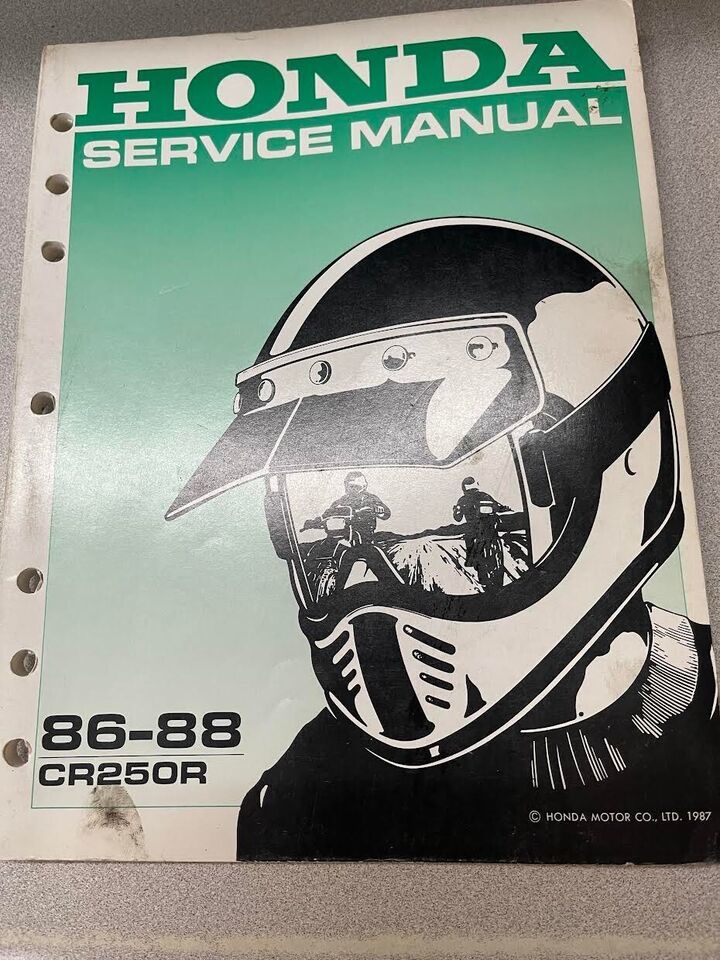 HONDA
SERVICE MANUAL
86-88
CR250R
© HONDA MOTOR CO., LTD. 1987